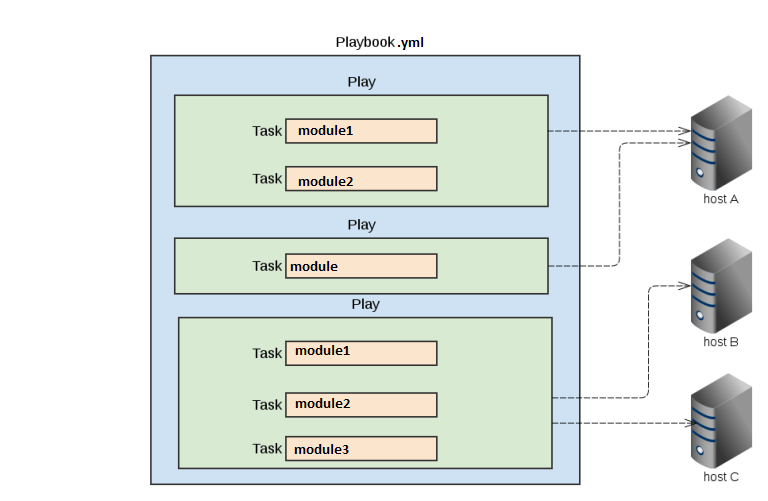 Playbook.yml
Play
Task module1
Task module2
host A
Play
Task module
host B
Play
Task module1
Task module2
Task module3
host C